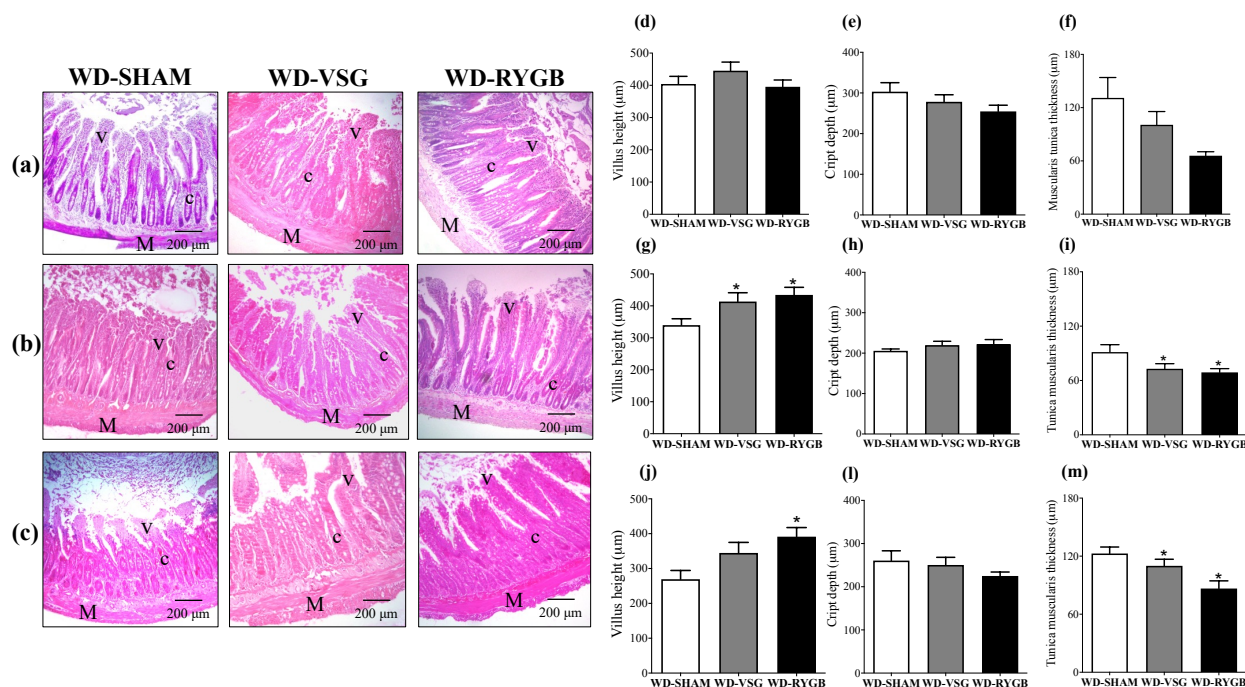 WD-SHAM WD-VSG WD-RYGB
(a)
V
c
M
200 µm
V
c
M
200 µm
V
c
M
200 µm
(b)
V
c
M
200 µm
V
c
M
200 µm
V
c
M
200 µm
(c)
V
c
M
200 µm
V
c
M
200 µm
V
c
M
200 µm
(d)
Villus height (µm)
500
400
300
200
100
0
WD-SHAM WD-VSG WD-RYGB
(e)
Cript depth (µm)
400
300
200
100
0
WD-SHAM WD-VSG WD-RYGB
(f)
Muscularis tunica thickness (µm)
180
120
60
0
WD-SHAM WD-VSG WD-RYGB
(g)
Villus height (µm)
500
400
300
200
100
0
* *
WD-SHAM WD-VSG WD-RYGB
(h)
Cript depth (µm)
400
300
200
100
0
WD-SHAM WD-VSG WD-RYGB
(i)
Tunica muscularis thickness (µm)
180
120
60
0
* *
WD-SHAM WD-VSG WD-RYGB
(j)
Villus height (µm)
500
400
300
200
100
0
*
WD-SHAM WD-VSG WD-RYGB
(l)
Cript depth (µm)
400
300
200
100
0
WD-SHAM WD-VSG WD-RYGB
(m)
Tunica muscularis thickness (µm)
180
120
60
0
* *
WD-SHAM WD-VSG WD-RYGB